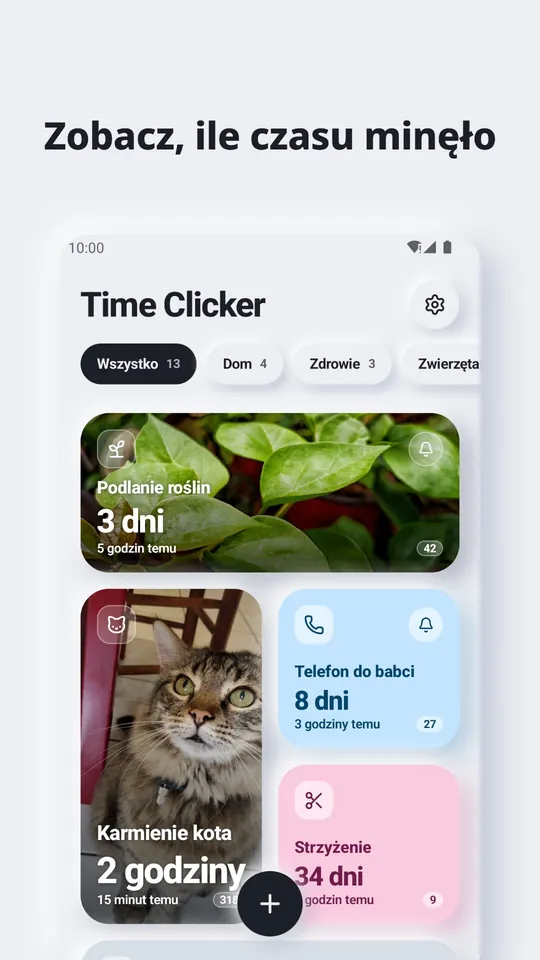 Zobacz, ile czasu minęło
10:00
Time Clicker
Wszystko 13
Dom 4
Zdrowie 3
Zwierzęta
Podlanie roślin
3 dni
5 godzin temu
42
Telefon do babci
8 dni
3 godziny temu
27
Karmienie kota
2 godziny
15 minut temu
318
Strzyżenie
34 dni
godzin temu
9